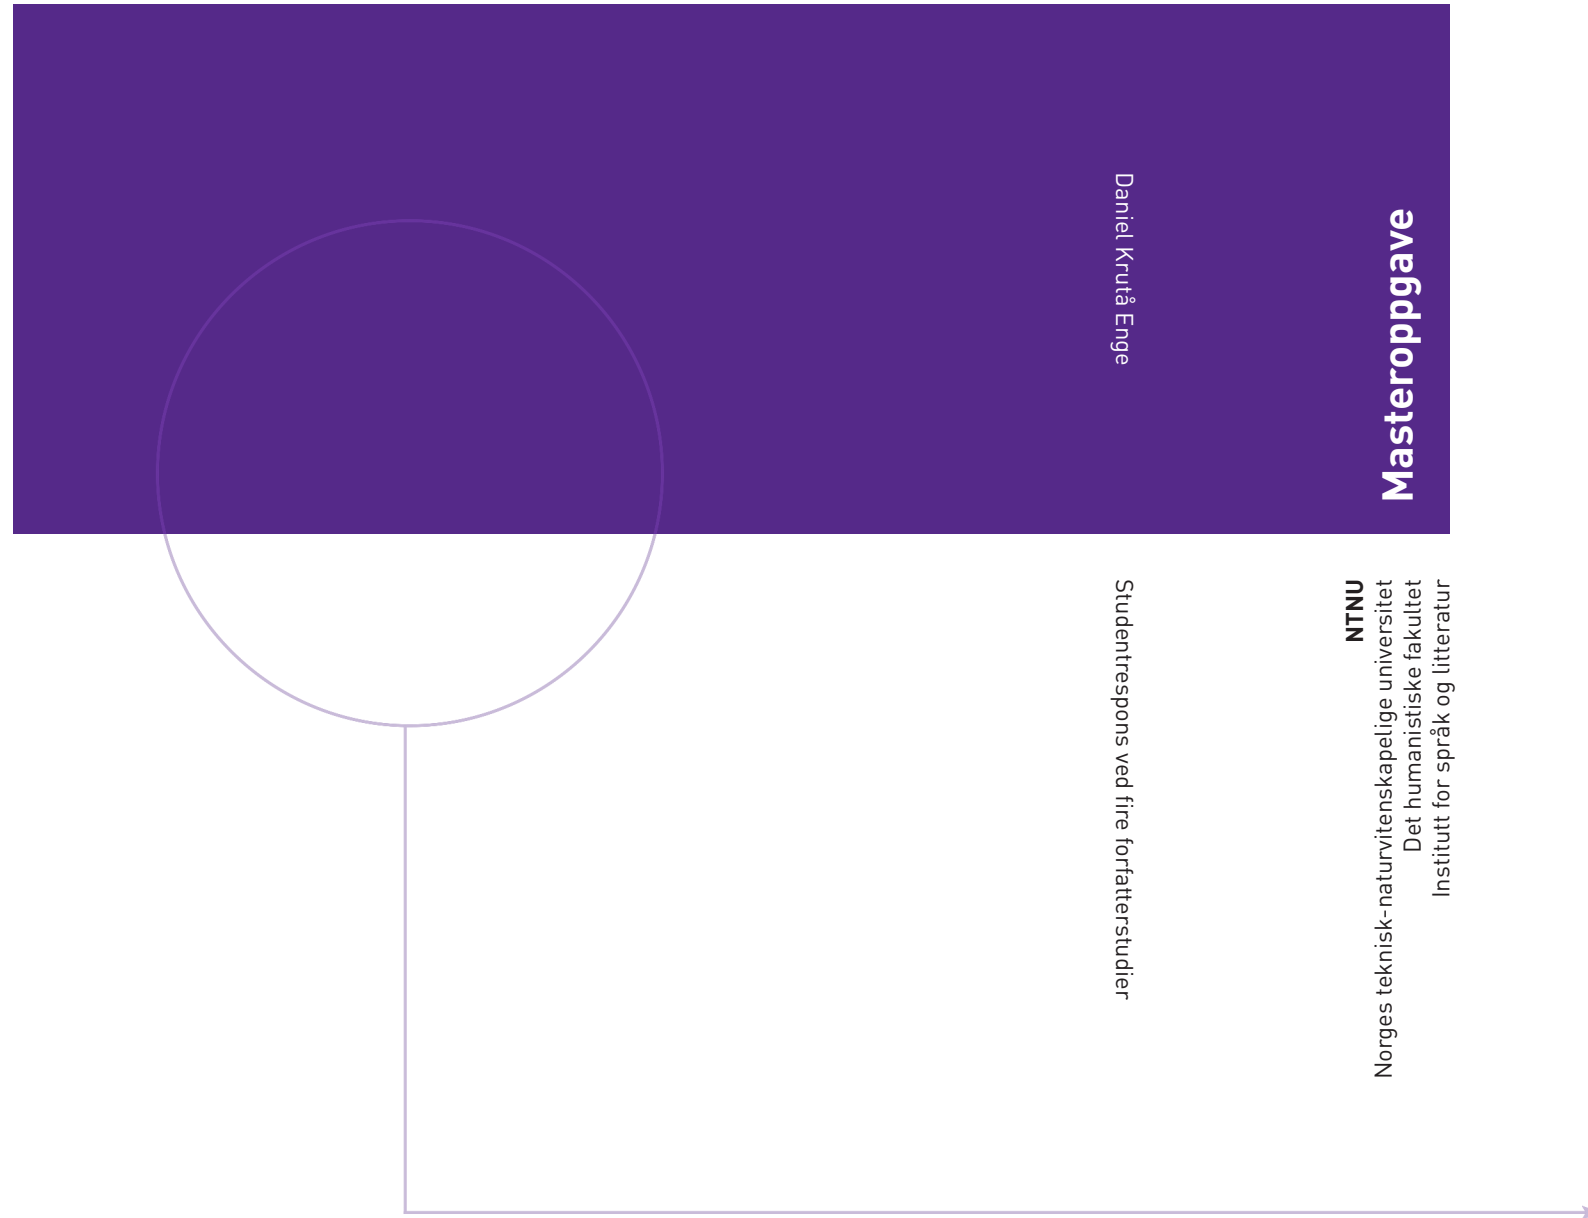 Masteroppgave
NTNU
Norges teknisk-naturvitenskapelige universitet
Det humanistiske fakultet
Institutt for språk og litteratur
Daniel Krutå Enge
Studentrespons ved fire forfatterstudier